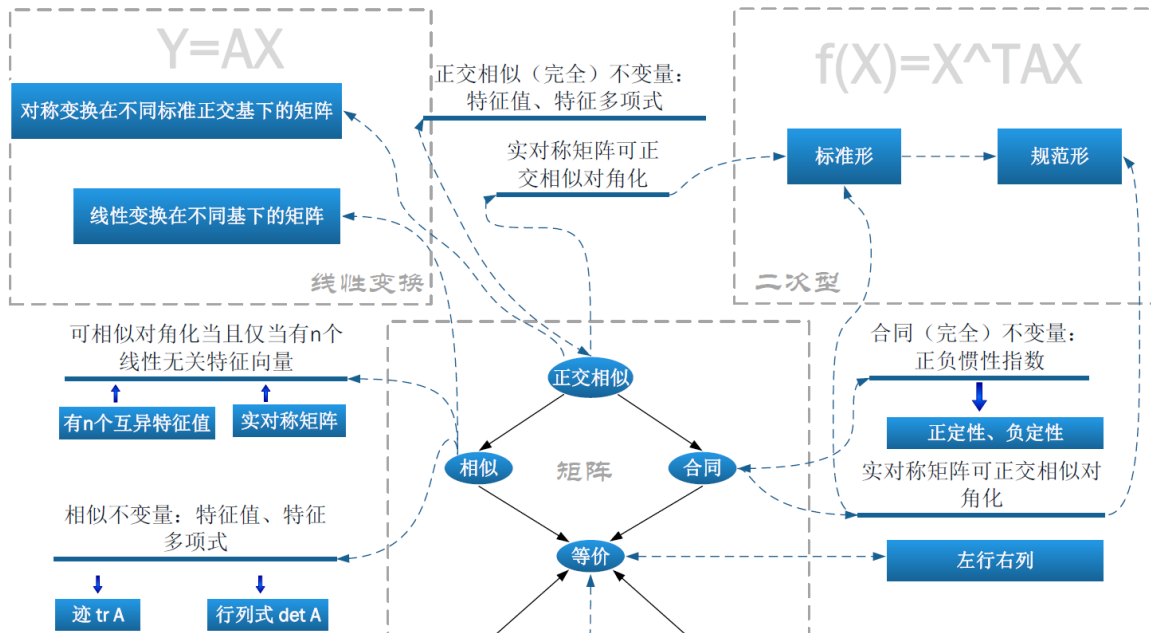 Y=AX
对称变换在不同标准正交基下的矩阵
线性变换在不同基下的矩阵
线性变换
正交相似（完全）不变量：
特征值、特征多项式
实对称矩阵可正
交相似对角化
f(X)=X^TAX
标准形
规范形
二次型
可相似对角化当且仅当有n个
线性无关特征向量
有n个互异特征值
实对称矩阵
正交相似
相似
矩阵
合同
等价
合同（完全）不变量：
正负惯性指数
正定性、负定性
实对称矩阵可正交相似对
角化
左行右列
相似不变量：特征值、特征
多项式
迹 tr A
行列式 det A